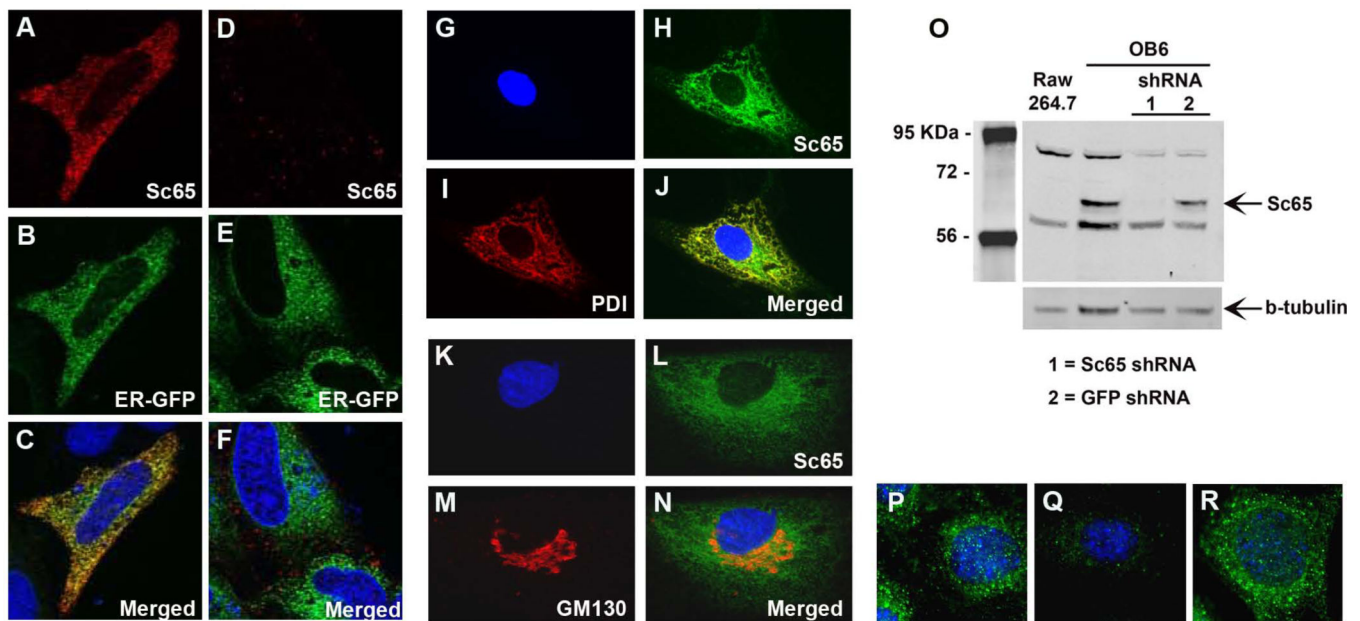 A
Sc65
B
ER-GFP
C
Merged
D
Sc65
E
ER-GFP
F
Merged
G
H
Sc65
I
PDI
J
Merged
K
L
Sc65
M
GM130
N
Merged
O
OB6
Raw
264.7
shRNA
1 2
95 KDa -
72 -
56 -
Sc65
b-tubulin
1 = Sc65 shRNA
2 = GFP shRNA
P
Q
R